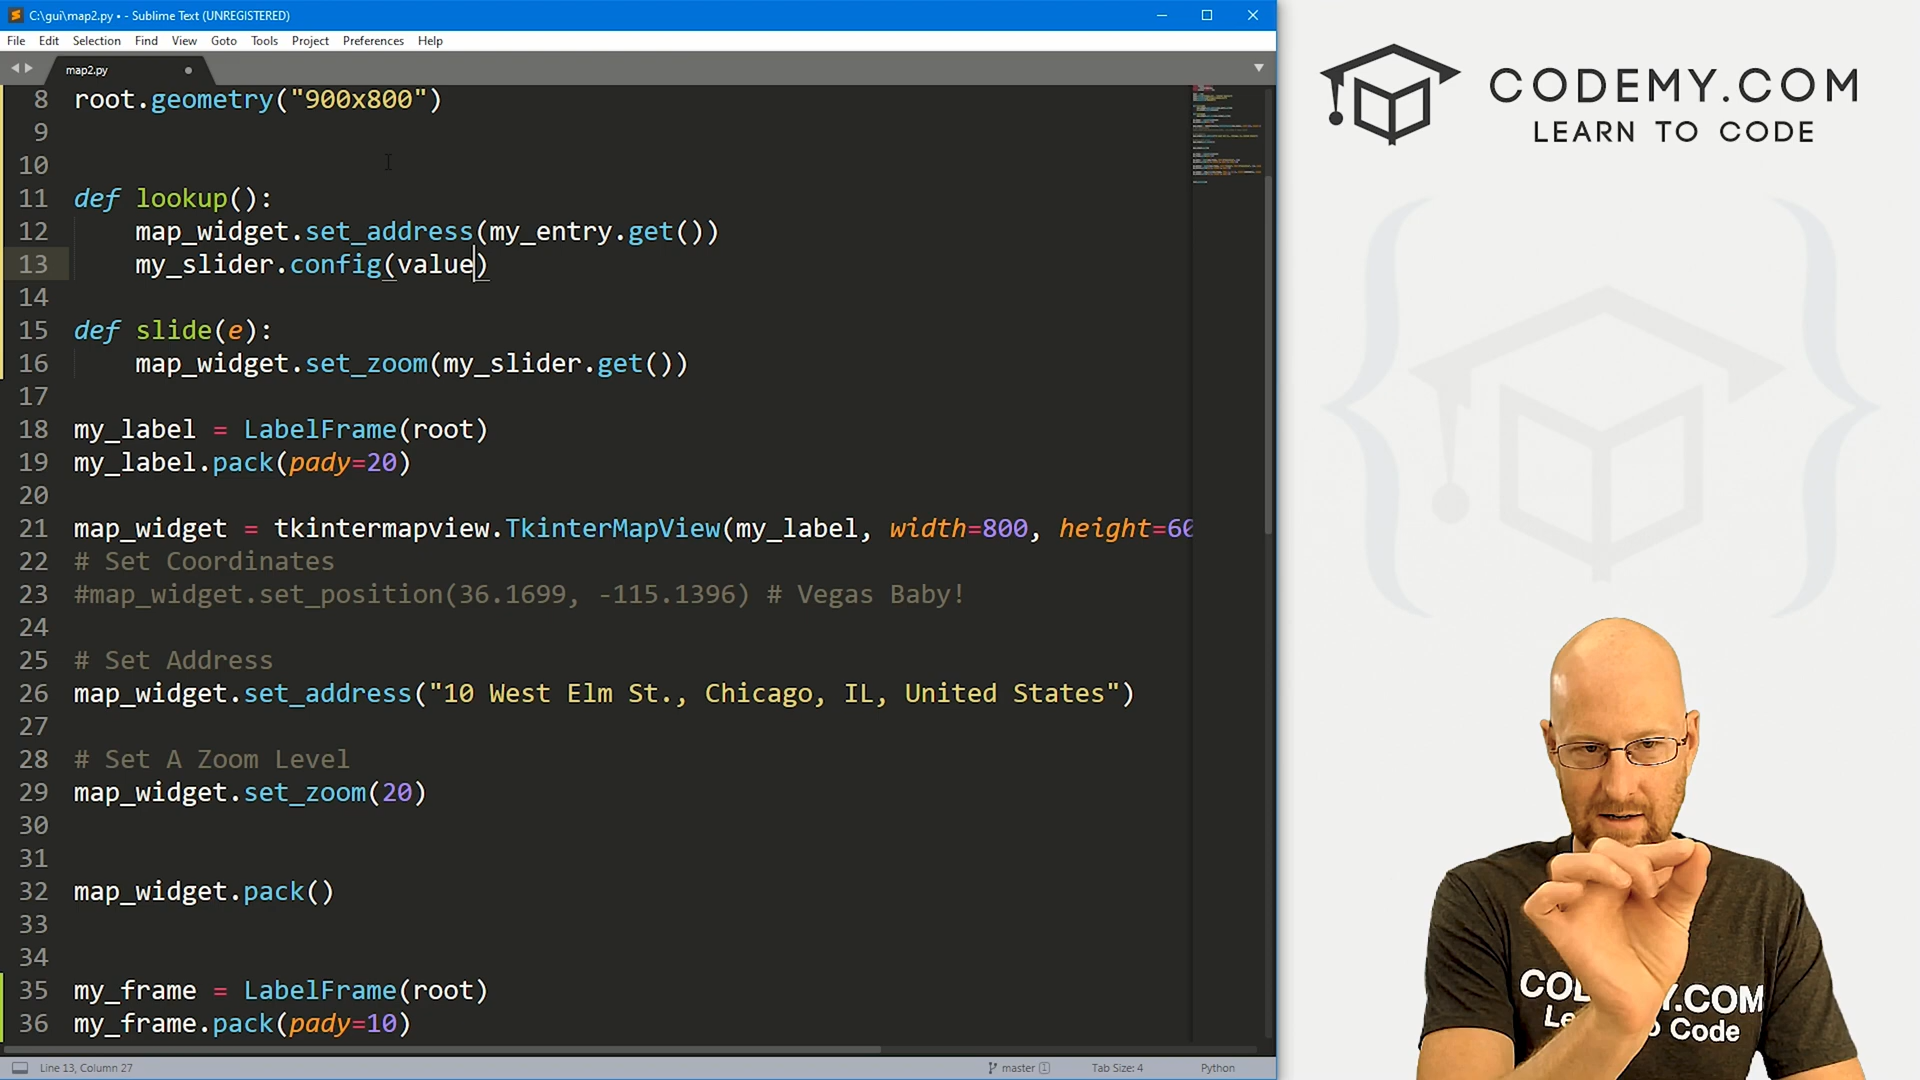 C:\gui\map2.py • - Sublime Text (UNREGISTERED)
File Edit Selection Find View Goto Tools Project Preferences Help
map2.py
8 root.geometry("900x800")
9
10
11 def lookup():
12 map_widget.set_address(my_entry.get())
13 my_slider.config(value)
14
15 def slide(e):
16 map_widget.set_zoom(my_slider.get())
17
18 my_label = LabelFrame(root)
19 my_label.pack(pady=20)
20
21 map_widget = tkintermapview.TkinterMapView(my_label, width=800, height=60
22 # Set Coordinates
23 #map_widget.set_position(36.1699, -115.1396) # Vegas Baby!
24
25 # Set Address
26 map_widget.set_address("10 West Elm St., Chicago, IL, United States")
27
28 # Set A Zoom Level
29 map_widget.set_zoom(20)
30
31
32 map_widget.pack()
33
34
35 my_frame = LabelFrame(root)
36 my_frame.pack(pady=10)
Line 13, Column 27
master 1
Tab Size: 4
Python
CODEMY.COM
LEARN TO CODE